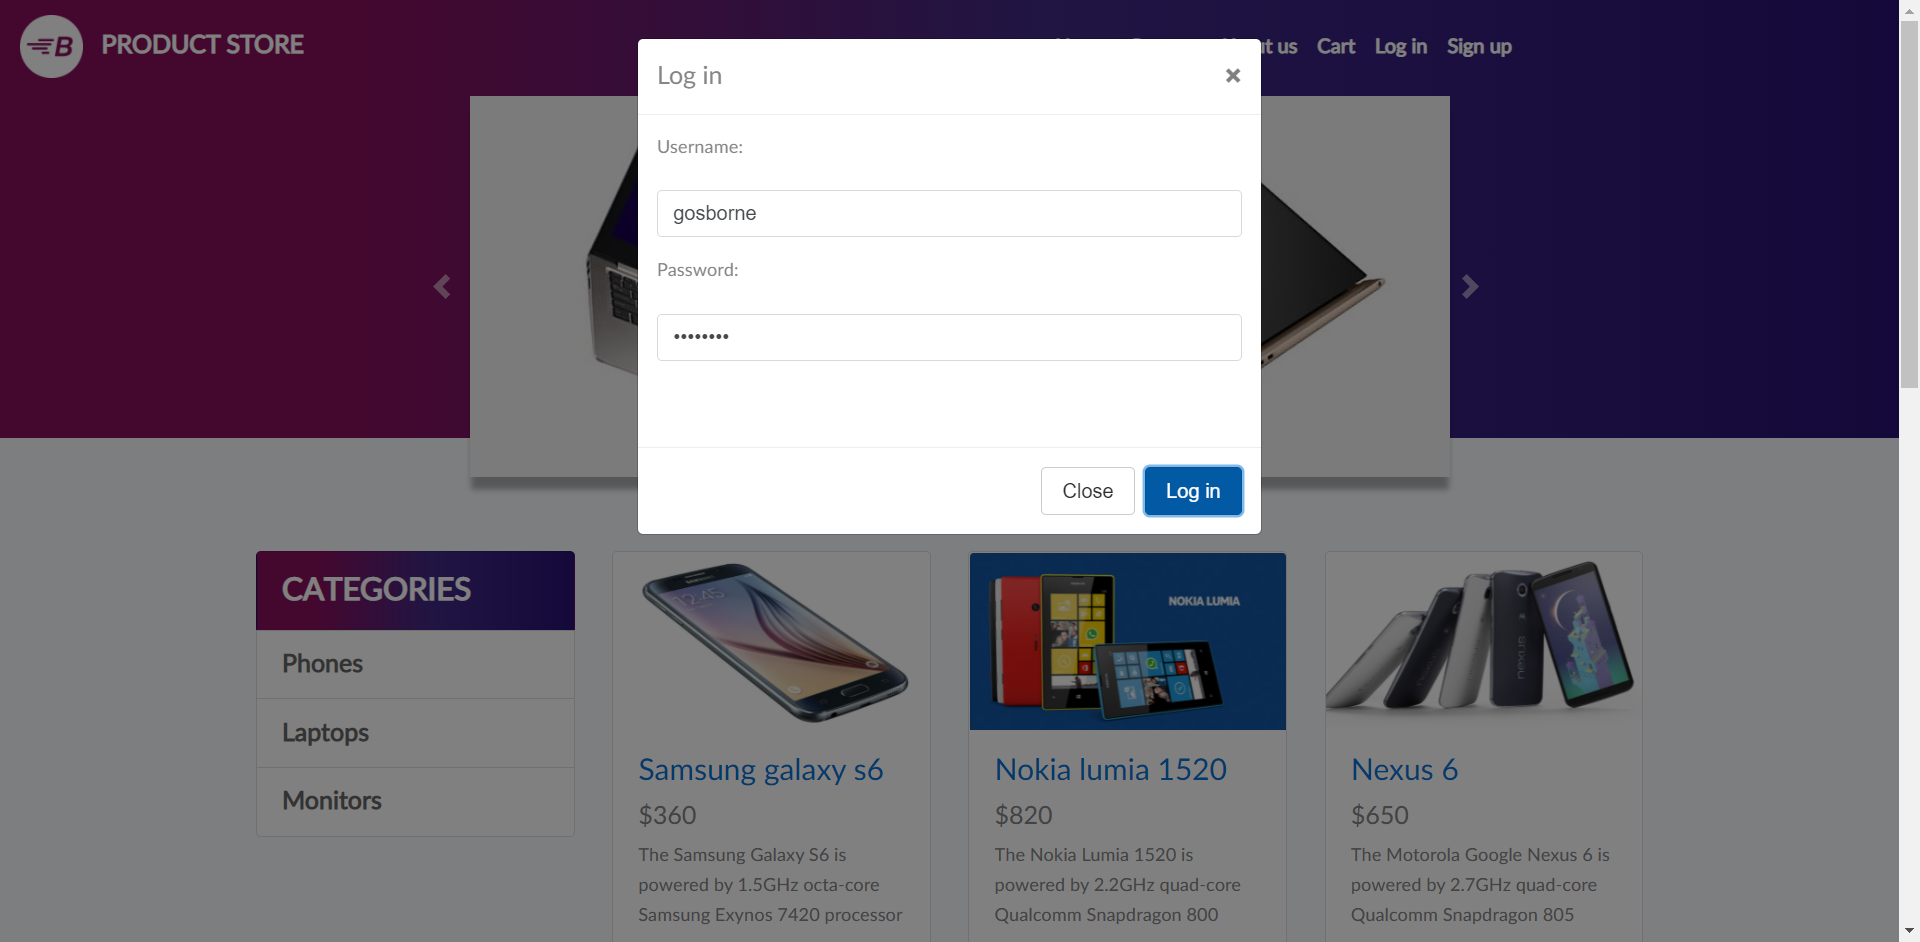 B PRODUCT STORE
t us Cart Log in Sign up
Log in
×
Username:
gosborne
Password:
••••••••
Close Log in
CATEGORIES
Phones
Laptops
Monitors
12:45
NOKIA LUMIA
Samsung galaxy s6
$360
The Samsung Galaxy S6 is
powered by 1.5GHz octa-core
Samsung Exynos 7420 processor
Nokia lumia 1520
$820
The Nokia Lumia 1520 is
powered by 2.2GHz quad-core
Qualcomm Snapdragon 800
Nexus 6
$650
The Motorola Google Nexus 6 is
powered by 2.7GHz quad-core
Qualcomm Snapdragon 805